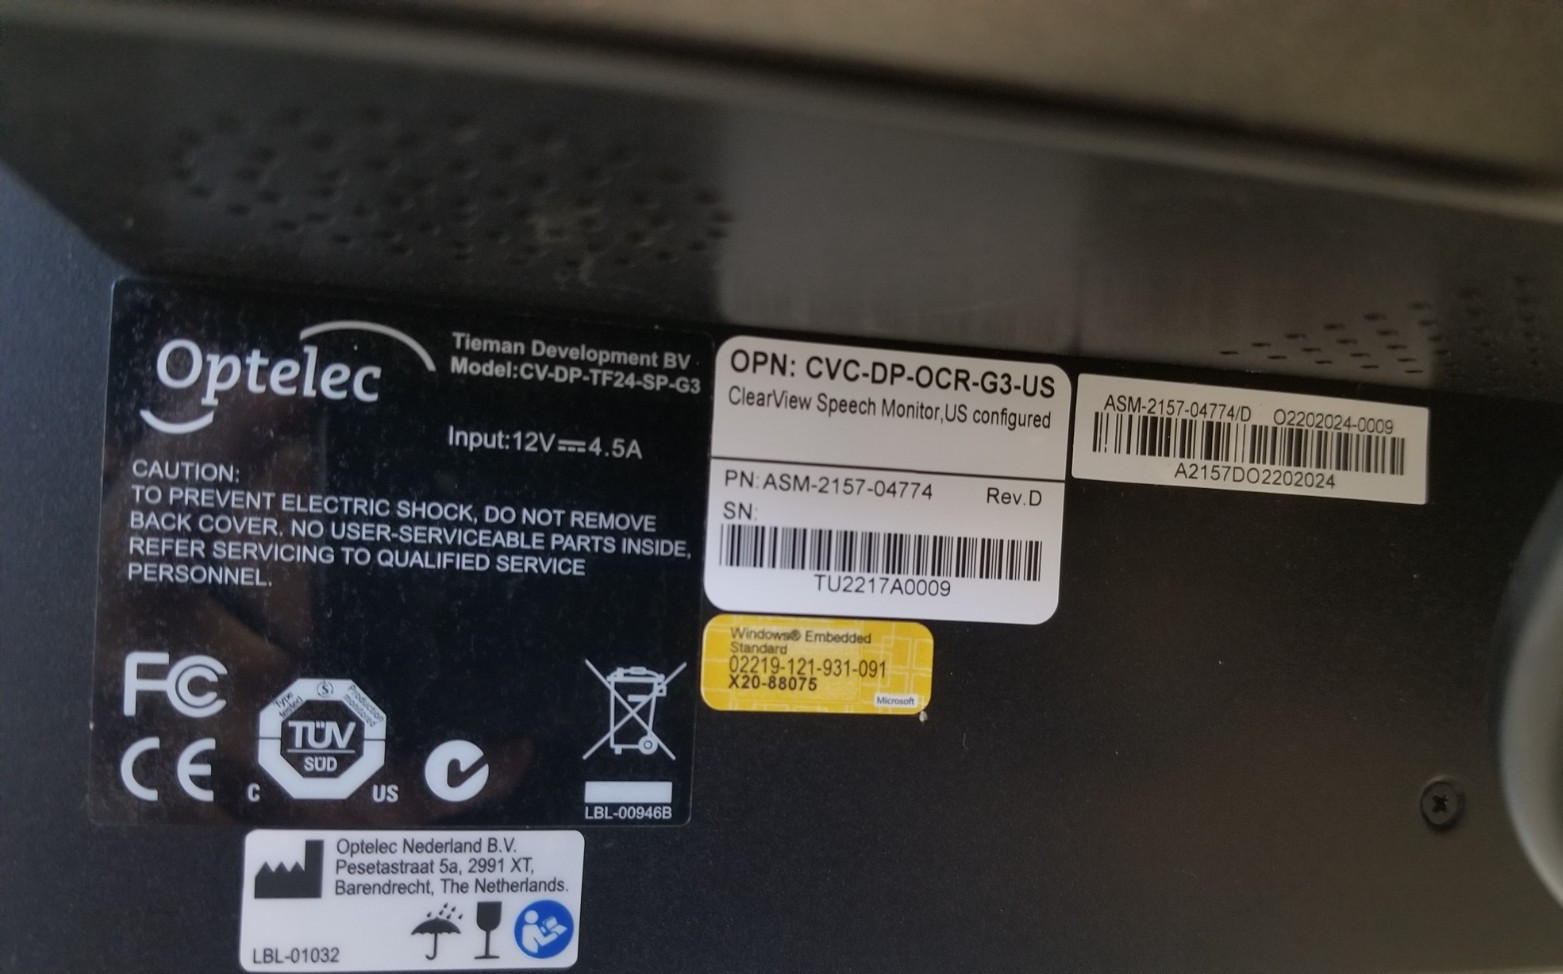 Optelec
Tieman Development BV
Model:CV-DP-TF24-SP-G3
Input:12V⎓4.5A
CAUTION:
TO PREVENT ELECTRIC SHOCK, DO NOT REMOVE
BACK COVER. NO USER-SERVICEABLE PARTS INSIDE,
REFER SERVICING TO QUALIFIED SERVICE
PERSONNEL.
FC
CE
Type tested
S
Production monitored
TÜV
SÜD
C
US
LBL-00946B
OPN: CVC-DP-OCR-G3-US
ClearView Speech Monitor,US configured
PN: ASM-2157-04774 Rev.D
SN:
TU2217A0009
Windows® Embedded
Standard
02219-121-931-091
X20-88075
Microsoft
ASM-2157-04774/D O2202024-0009
A2157DO2202024
Optelec Nederland B.V.
Pesetastraat 5a, 2991 XT,
Barendrecht, The Netherlands.
LBL-01032